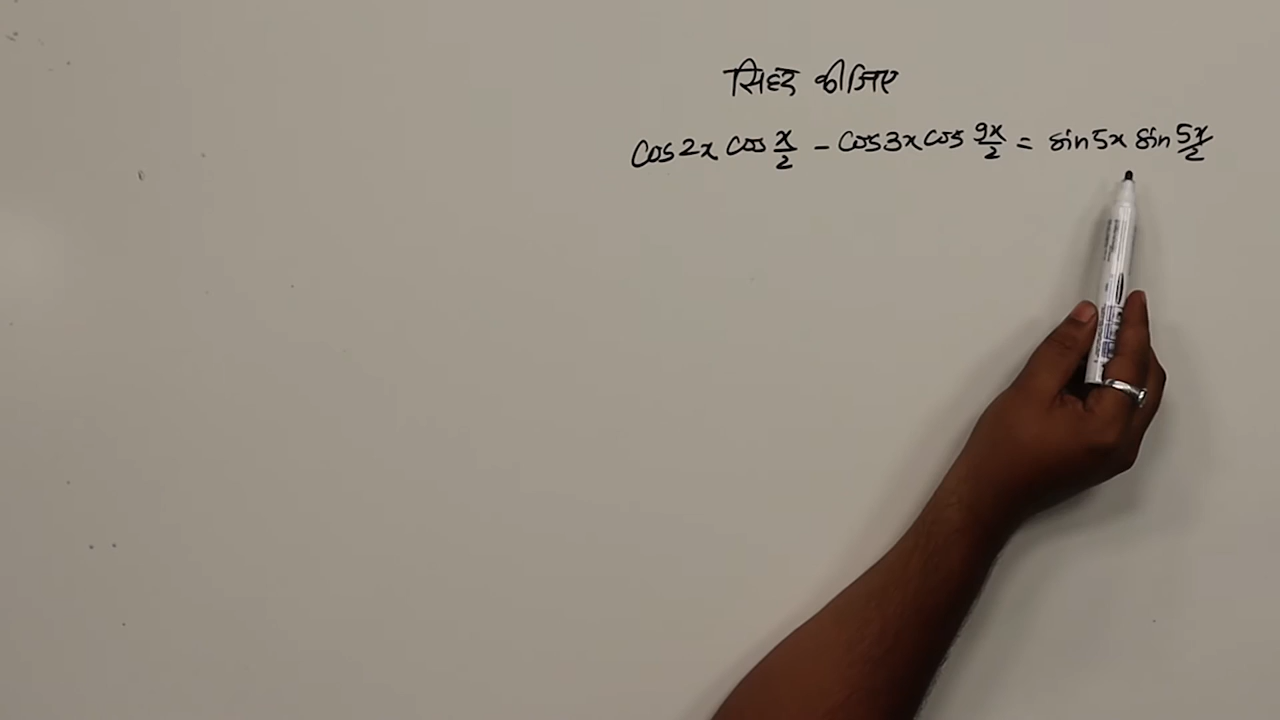 सिद्ध कीजिए
cos2x cos x/2 - cos3x cos 9x/2 = sin5x sin 5x/2